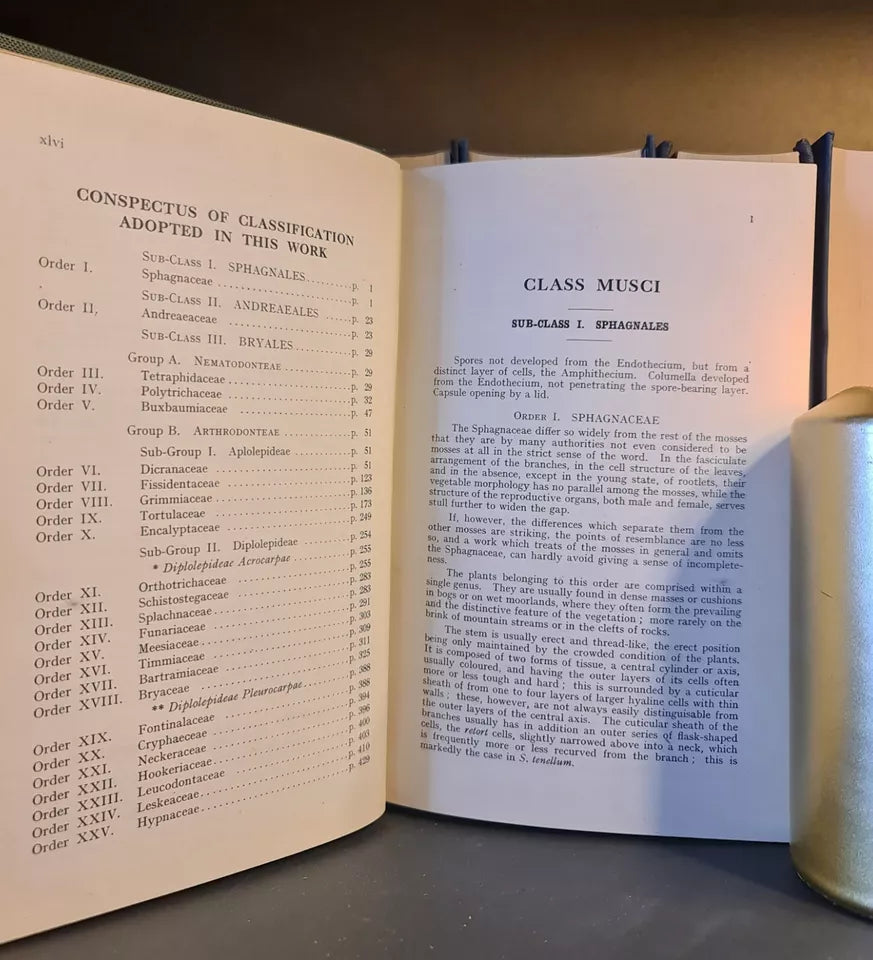 xlvi
CONSPECTUS OF CLASSIFICATION
ADOPTED IN THIS WORK
SUB-CLASS I. SPHAGNALES..........p. 1
Order I. Sphagnaceae ..........p. 1
SUB-CLASS II. ANDREAEALES ......p. 23
Order II, Andreaeaceae ..........p. 23
SUB-CLASS III. BRYALES..........p. 29
Group A. NEMATODONTEAE ..........p. 29
Order III. Tetraphidaceae ..........p. 29
Order IV. Polytrichaceae ..........p. 32
Order V. Buxbaumiaceae ..........p. 47
Group B. ARTHRODONTEAE ..........p. 51
Sub-Group I. Aplolepideae ..........p. 51
Order VI. Dicranaceae ..........p. 51
Order VII. Fissidentaceae ..........p. 123
Order VIII. Grimmiaceae ..........p. 136
Order IX. Tortulaceae ..........p. 173
Order X. Encalyptaceae ..........p. 249
Sub-Group II. Diplolepideae ..........p. 254
* Diplolepideae Acrocarpae ..........p. 255
Order XI. Orthotrichaceae ..........p. 255
Order XII. Schistostegaceae ..........p. 283
Order XIII. Splachnaceae ..........p. 283
Order XIV. Funariaceae ..........p. 291
Order XV. Meesiaceae ..........p. 303
Order XVI. Timmiaceae ..........p. 309
Order XVII. Bartramiaceae ..........p. 311
Order XVIII. Bryaceae ..........p. 325
** Diplolepideae Pleurocarpae..........p. 388
Order XIX. Fontinalaceae ..........p. 388
Order XX. Cryphaeaceae ..........p. 394
Order XXI. Neckeraceae ..........p. 396
Order XXII. Hookeriaceae ..........p. 400
Order XXIII. Leucodontaceae ..........p. 403
Order XXIV. Leskeaceae..........p. 410
Order XXV. Hypnaceae..........p. 429
1
CLASS MUSCI
SUB-CLASS I. SPHAGNALES
Spores not developed from the Endothecium, but from a
distinct layer of cells, the Amphithecium. Columella developed
from the Endothecium, not penetrating the spore-bearing layer.
Capsule opening by a lid.
ORDER I. SPHAGNACEAE
The Sphagnaceae differ so widely from the rest of the mosses
that they are by many authorities not even considered to be
mosses at all in the strict sense of the word. In the fasciculate
arrangement of the branches, in the cell structure of the leaves,
and in the absence, except in the young state, of rootlets, their
vegetable morphology has no parallel among the mosses, while the
structure of the reproductive organs, both male and female, serves
still further to widen the gap.
If, however, the differences which separate them from the
other mosses are striking, the points of resemblance are no less
so, and a work which treats of the mosses in general and omits
the Sphagnaceae, can hardly avoid giving a sense of incomplete-
ness.
The plants belonging to this order are comprised within a
single genus. They are usually found in dense masses or cushions
in bogs or on wet moorlands, where they often form the prevailing
and the distinctive feature of the vegetation ; more rarely on the
brink of mountain streams or in the clefts of rocks.
The stem is usually erect and thread-like, the erect position
being only maintained by the crowded condition of the plants.
It is composed of two forms of tissue, a central cylinder or axis,
usually coloured, and having the outer layers of its cells often
more or less tough and hard ; this is surrounded by a cuticular
sheath of from one to four layers of larger hyaline cells with thin
walls ; these, however, are not always easily distinguisable from
the outer layers of the central axis. The cuticular sheath of the
branches usually has in addition an outer series of flask-shaped
cells, the retort cells, slightly narrowed above into a neck, which
is frequently more or less recurved from the branch ; this is
markedly the case in S. tenellum.